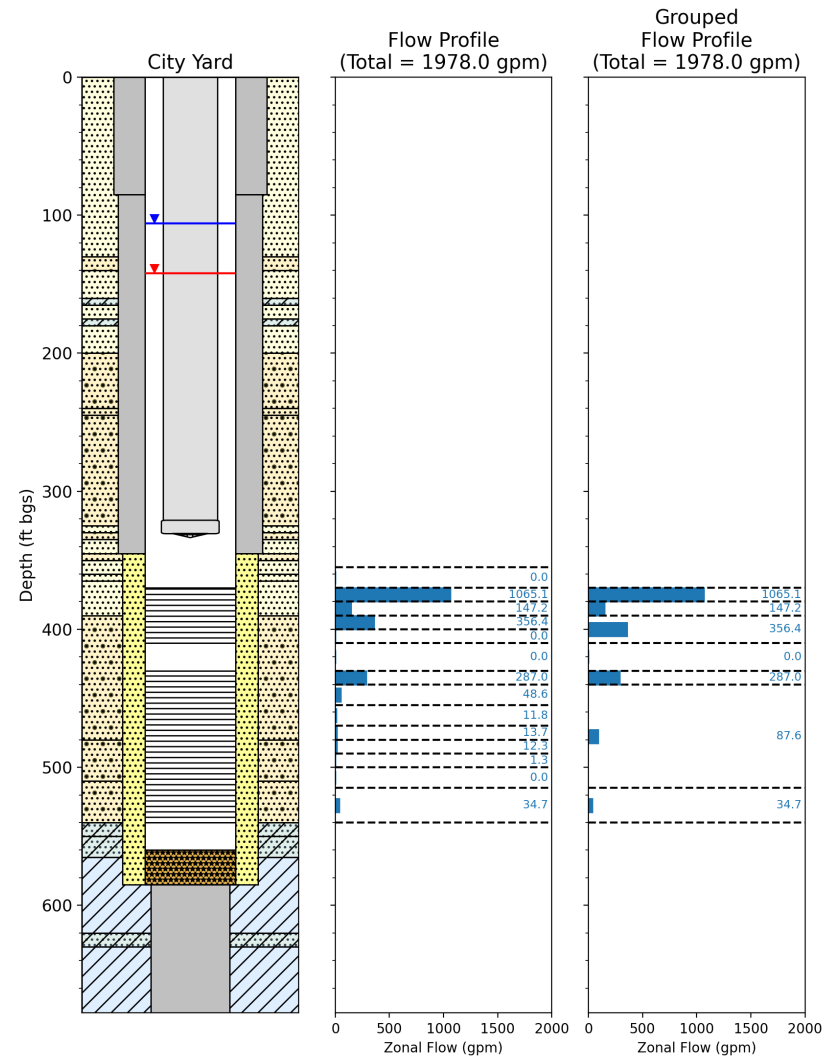 City Yard
Depth (ft bgs)
0
100
200
300
400
500
600
Flow Profile
(Total = 1978.0 gpm)
0.0
1065.1
147.2
356.4
0.0
0.0
287.0
48.6
11.8
13.7
12.3
1.3
0.0
34.7
0 500 1000 1500 2000
Zonal Flow (gpm)
Grouped
Flow Profile
(Total = 1978.0 gpm)
1065.1
147.2
356.4
0.0
287.0
87.6
34.7
0 500 1000 1500 2000
Zonal Flow (gpm)